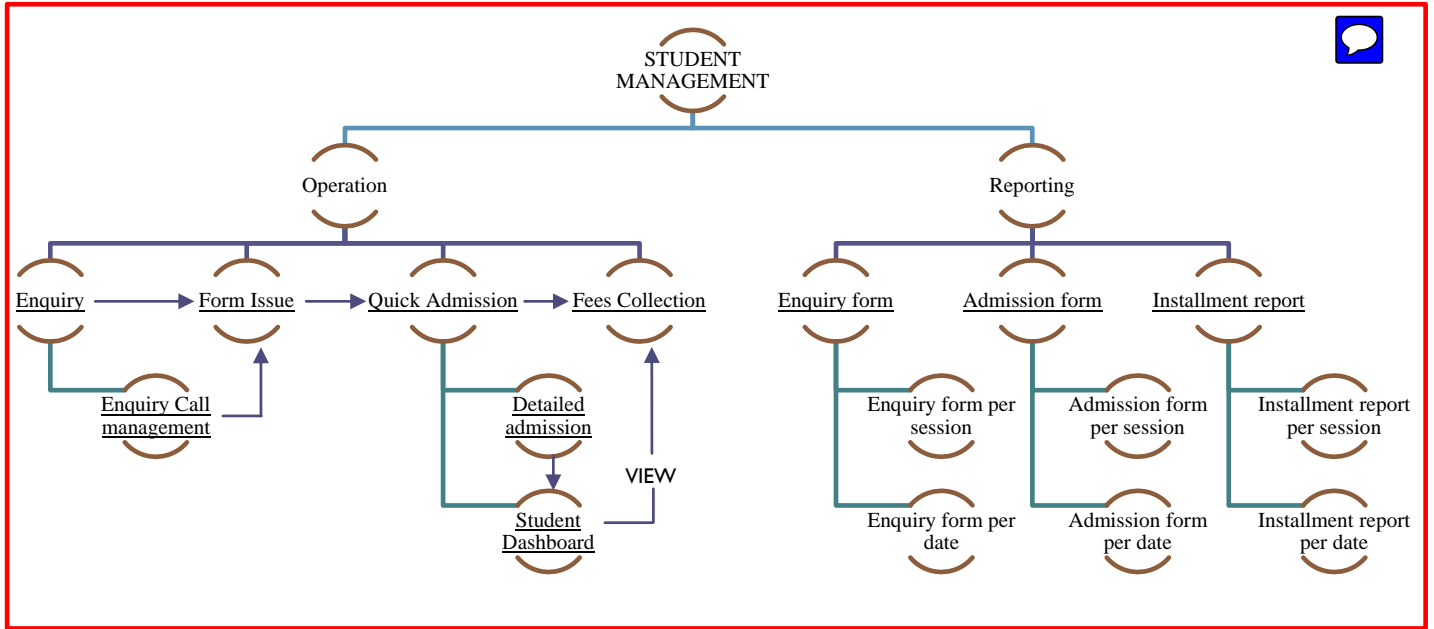 STUDENT
MANAGEMENT
Operation
Reporting
Enquiry
Form Issue
Quick Admission
Fees Collection
Enquiry form
Admission form
Installment report
Enquiry Call
management
Detailed
admission
Enquiry form per
session
Admission form
per session
Installment report
per session
VIEW
Student
Dashboard
Enquiry form per
date
Admission form
per date
Installment report
per date